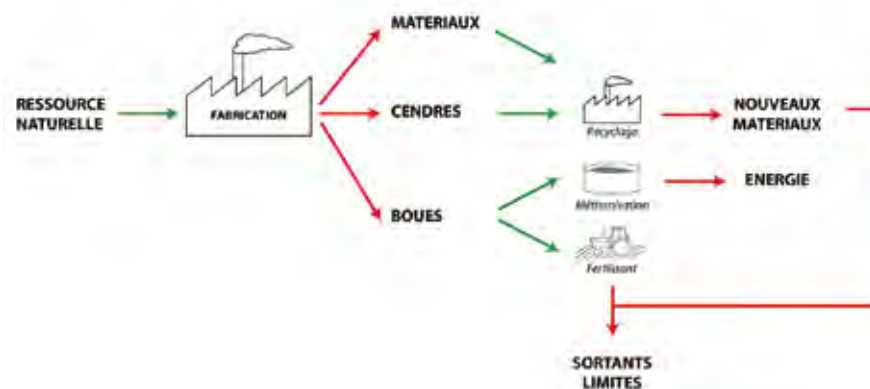 MATERIAUX
RESSOURCE
NATURELLE
FABRICATION
CENDRES
Recyclage
NOUVEAUX
MATERIAUX
Méthanisation
ENERGIE
BOUES
Fertilisant
SORTANTS
LIMITES